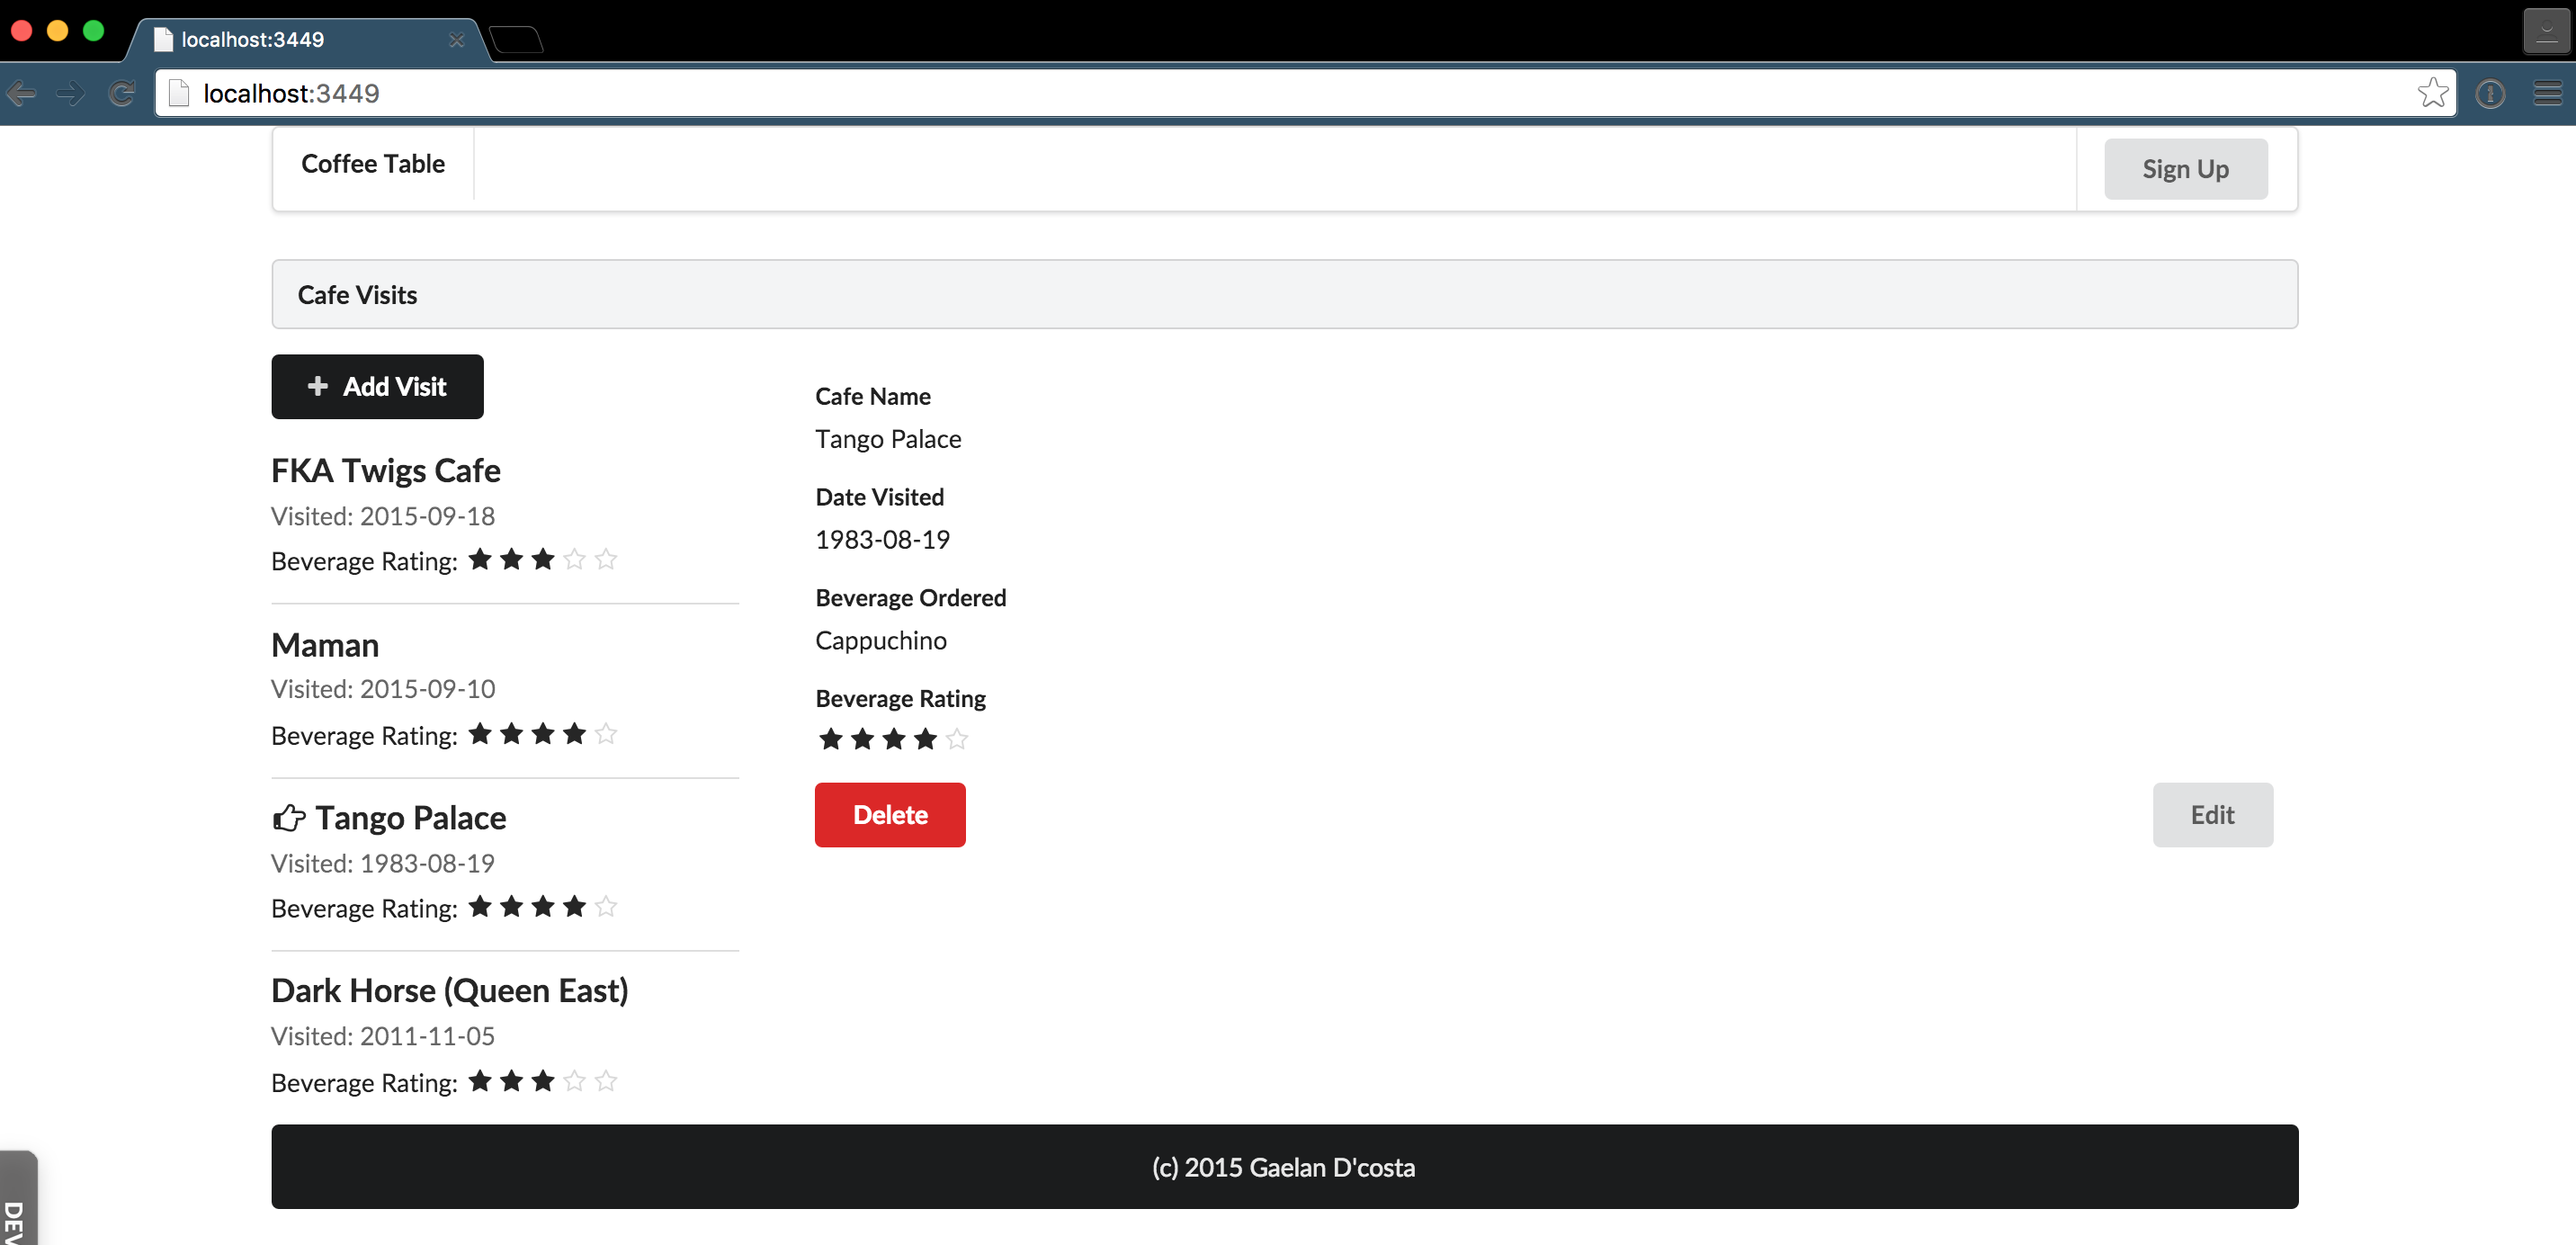 localhost:3449
localhost:3449
Coffee Table
Sign Up
Cafe Visits
Add Visit
FKA Twigs Cafe
Visited: 2015-09-18
Beverage Rating:
Maman
Visited: 2015-09-10
Beverage Rating:
Tango Palace
Visited: 1983-08-19
Beverage Rating:
Dark Horse (Queen East)
Visited: 2011-11-05
Beverage Rating:
Cafe Name
Tango Palace
Date Visited
1983-08-19
Beverage Ordered
Cappuchino
Beverage Rating
Delete
Edit
(c) 2015 Gaelan D'costa
DEV